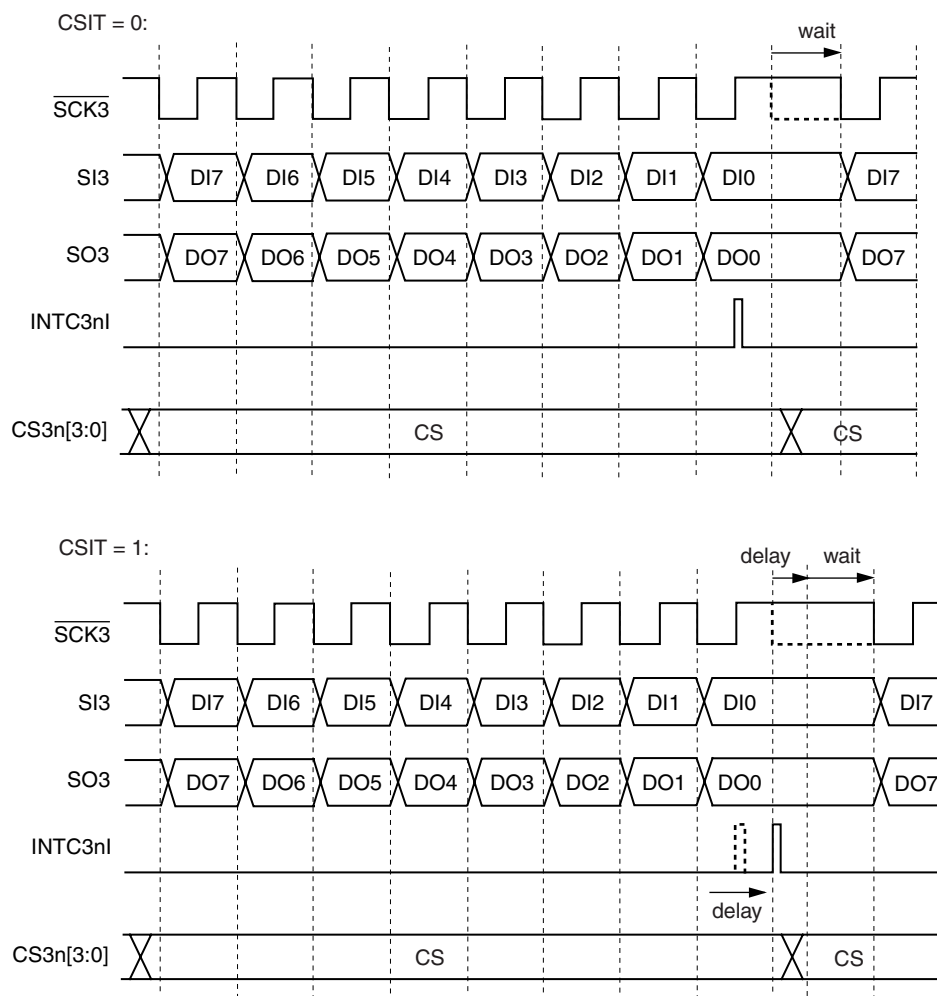 CSIT = 0:
wait
SCK3
SI3 DI7 DI6 DI5 DI4 DI3 DI2 DI1 DI0 DI7
SO3 DO7 DO6 DO5 DO4 DO3 DO2 DO1 DO0 DO7
INTC3nI
CS3n[3:0] CS CS
CSIT = 1:
delay wait
SCK3
SI3 DI7 DI6 DI5 DI4 DI3 DI2 DI1 DI0 DI7
SO3 DO7 DO6 DO5 DO4 DO3 DO2 DO1 DO0 DO7
INTC3nI
delay
CS3n[3:0] CS CS